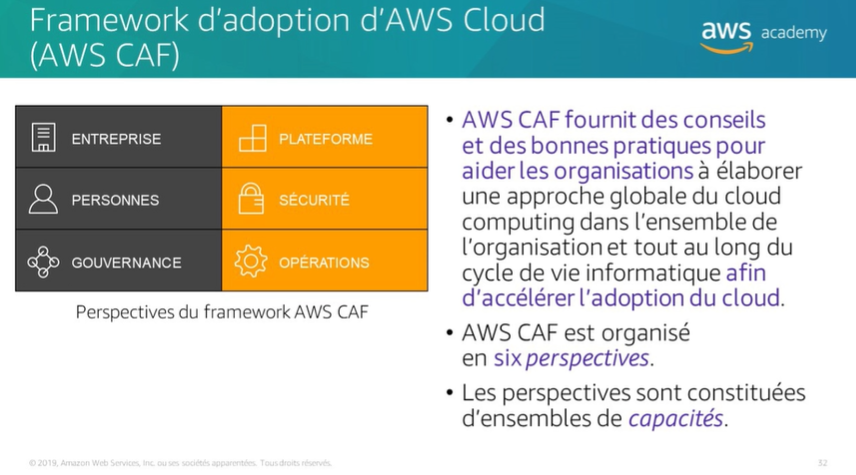 Framework d'adoption d'AWS Cloud
(AWS CAF)
aws academy
ENTREPRISE
PLATEFORME
PERSONNES
SÉCURITÉ
GOUVERNANCE
OPÉRATIONS
Perspectives du framework AWS CAF
• AWS CAF fournit des conseils
et des bonnes pratiques pour
aider les organisations à élaborer
une approche globale du cloud
computing dans l'ensemble de
l'organisation et tout au long du
cycle de vie informatique afin
d'accélérer l'adoption du cloud.
• AWS CAF est organisé
en six perspectives.
• Les perspectives sont constituées
d'ensembles de capacités.
© 2019, Amazon Web Services, Inc. ou ses sociétés apparentées. Tous droits réservés.
32